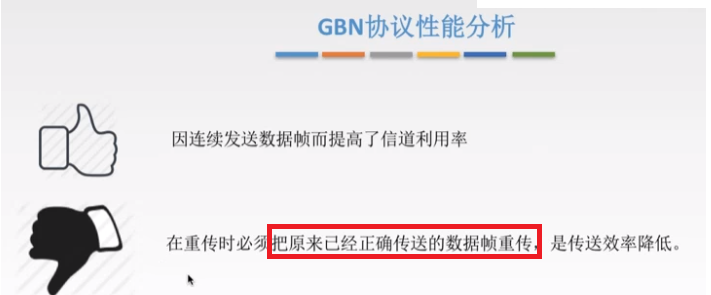 GBN协议性能分析
因连续发送数据帧而提高了信道利用率
在重传时必须把原来已经正确传送的数据帧重传，是传送效率降低。